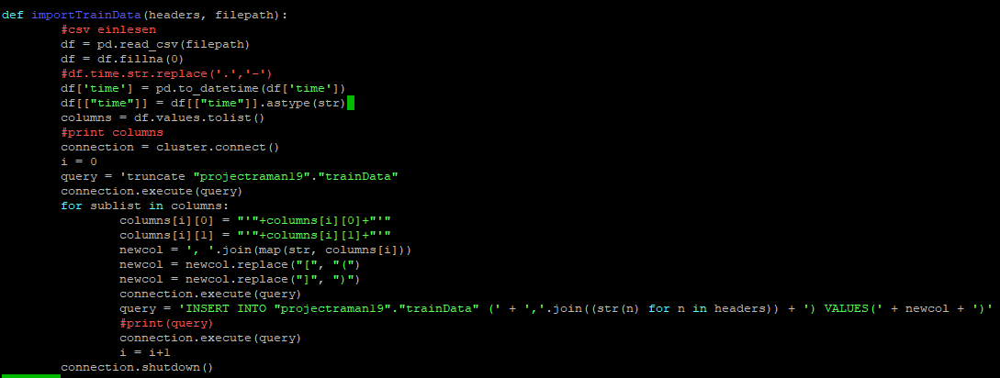 def importTrainData(headers, filepath):
        #csv einlesen
        df = pd.read_csv(filepath)
        df = df.fillna(0)
        #df.time.str.replace('.','-')
        df['time'] = pd.to_datetime(df['time'])
        df[["time"]] = df[["time"]].astype(str)
        columns = df.values.tolist()
        #print columns
        connection = cluster.connect()
        i = 0
        query = 'truncate "projectraman19"."trainData"
        connection.execute(query)
        for sublist in columns:
                columns[i][0] = "'"+columns[i][0]+"'"
                columns[i][1] = "'"+columns[i][1]+"'"
                newcol = ', '.join(map(str, columns[i]))
                newcol = newcol.replace("[", "(")
                newcol = newcol.replace("]", ")")
                connection.execute(query)
                query = 'INSERT INTO "projectraman19"."trainData" (' + ','.join((str(n) for n in headers)) + ') VALUES(' + newcol + ')'
                #print(query)
                connection.execute(query)
                i = i+1
        connection.shutdown()